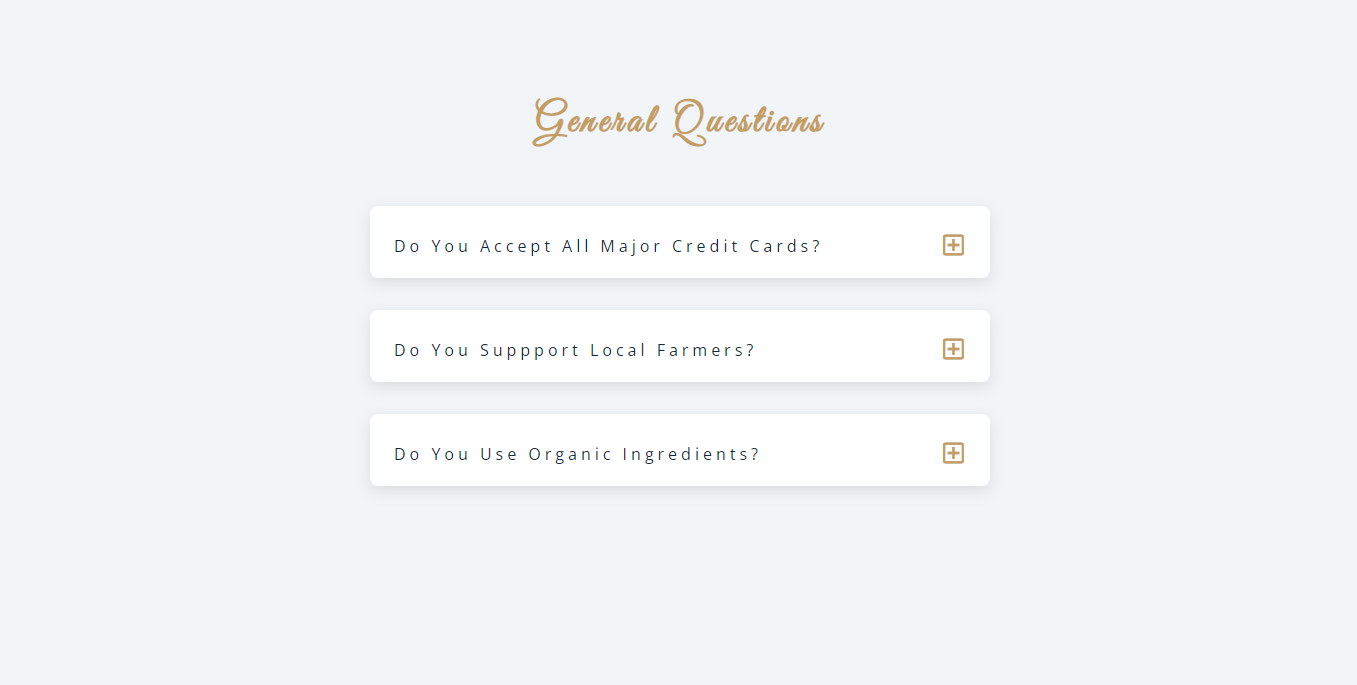 General Questions
Do You Accept All Major Credit Cards?
Do You Suppport Local Farmers?
Do You Use Organic Ingredients?